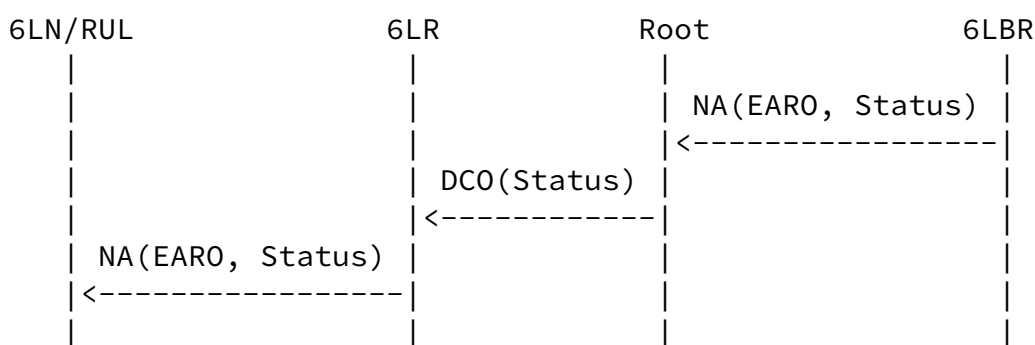 6LN/RUL 6LR Root 6LBR
NA(EARO, Status)
DCO(Status)
NA(EARO, Status)